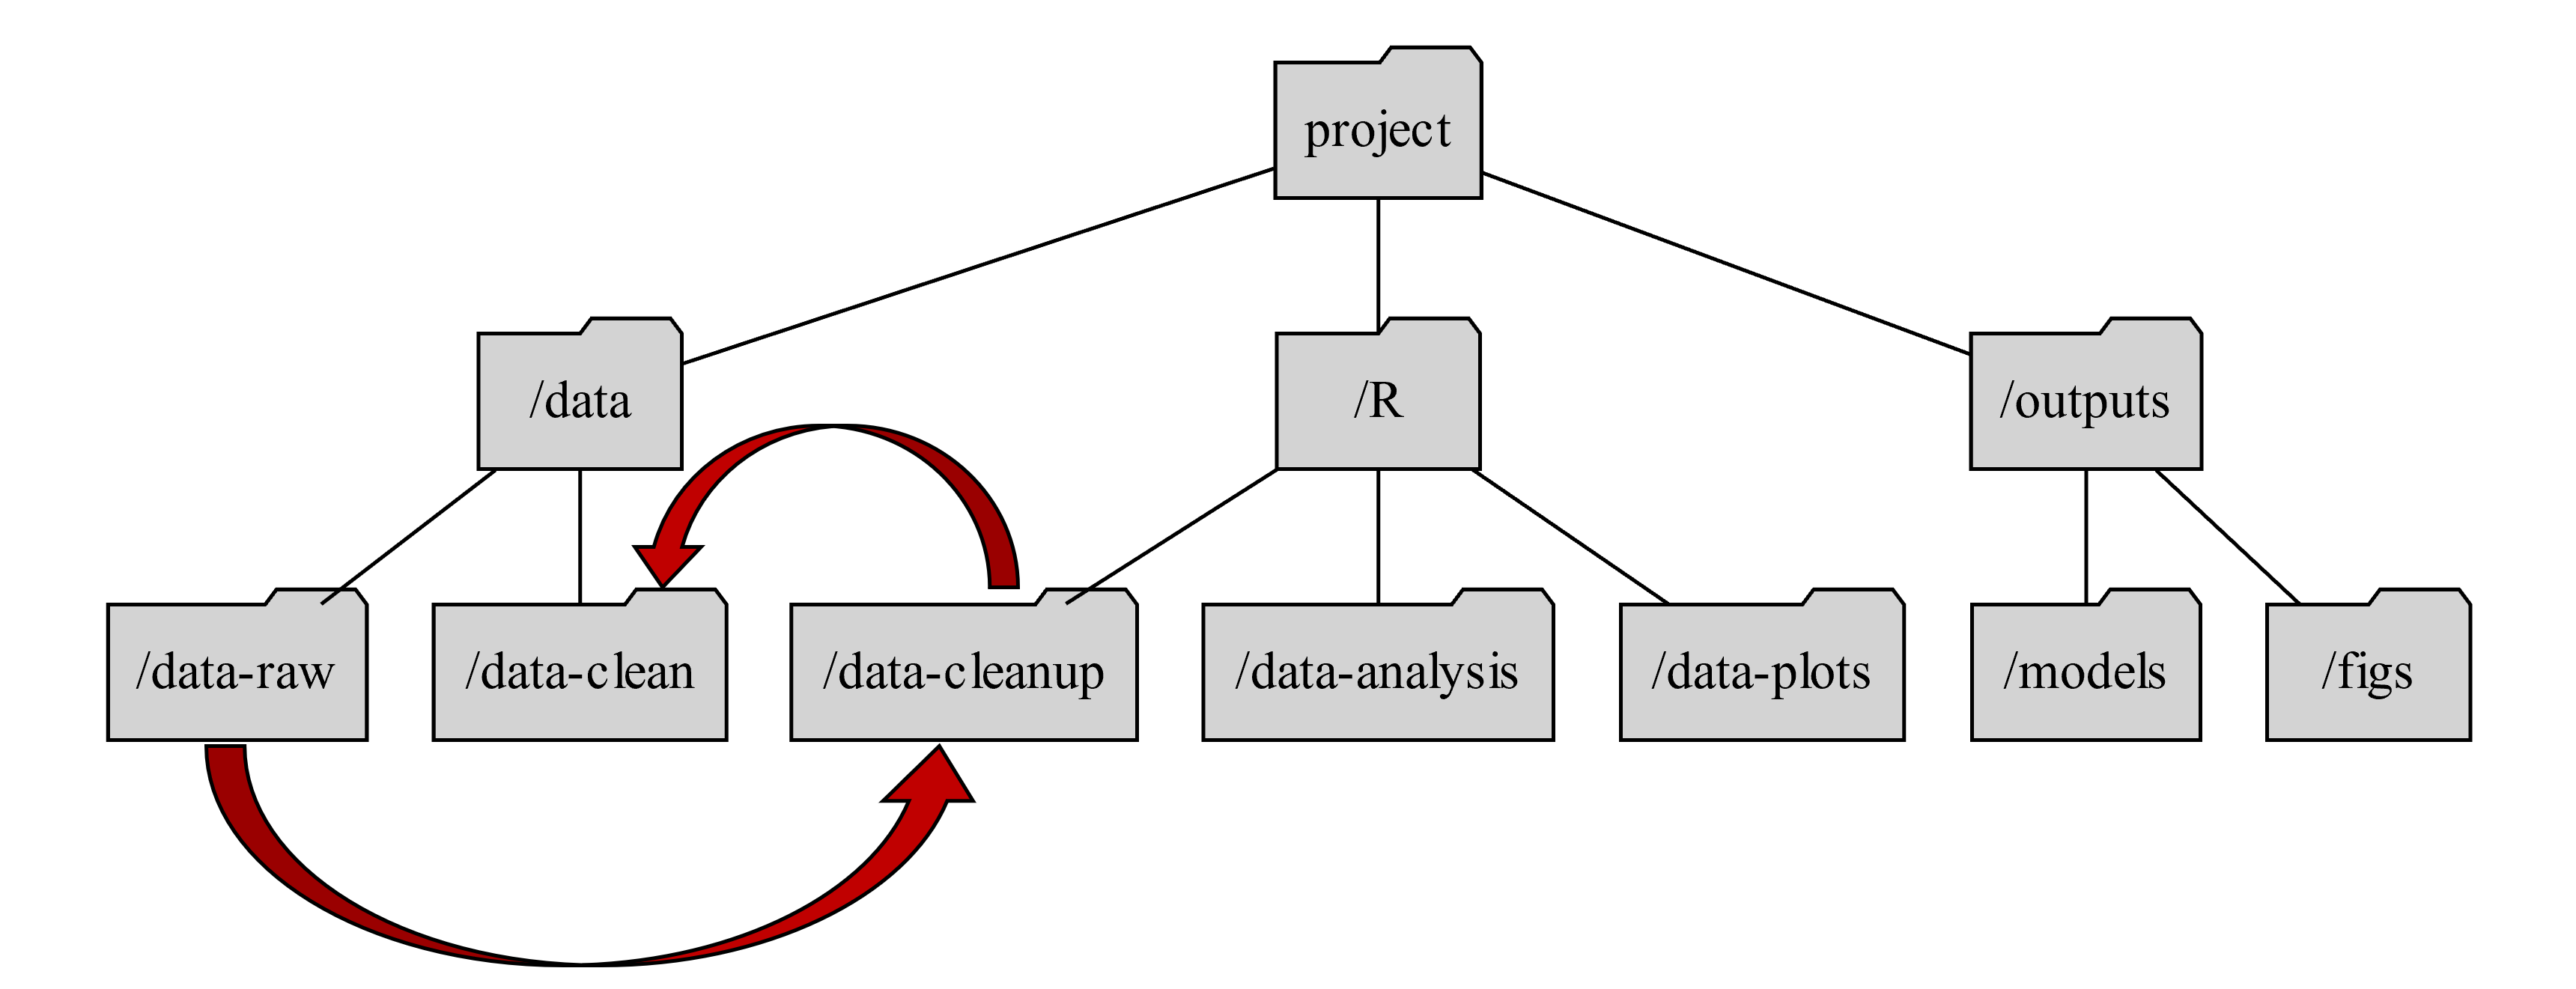 project
/data
/R
/outputs
/data-raw
/data-clean
/data-cleanup
/data-analysis
/data-plots
/models
/figs